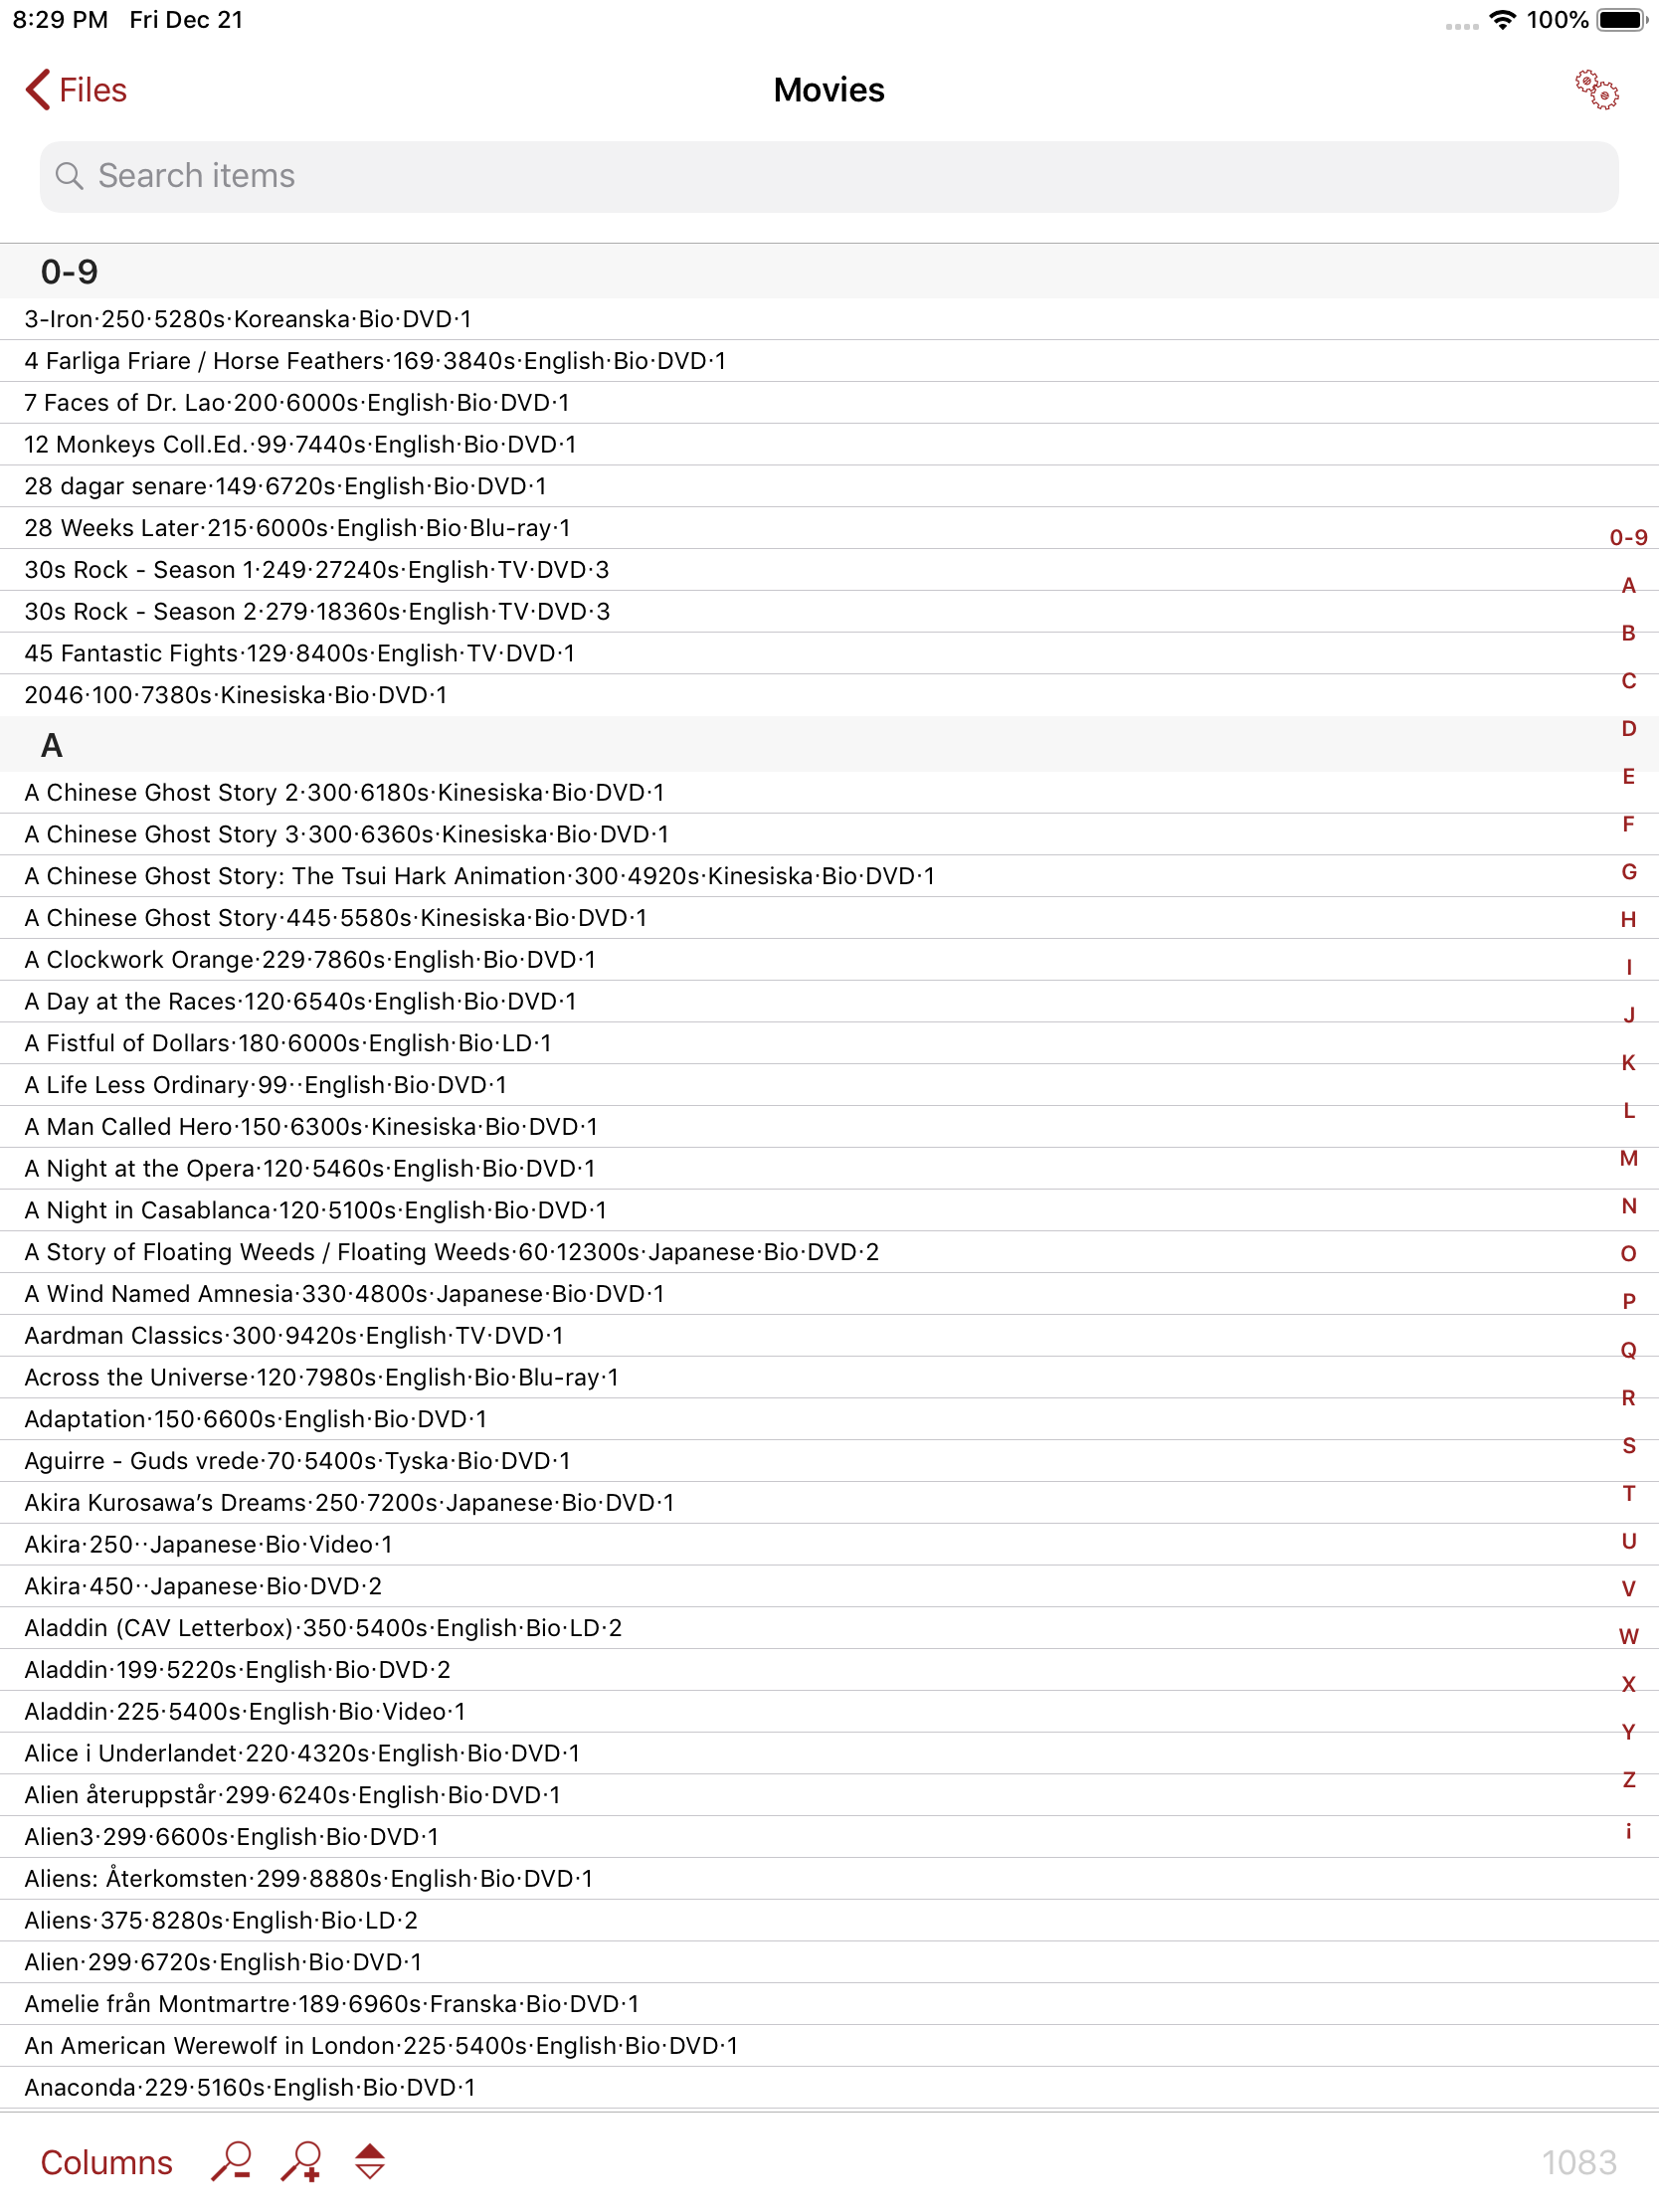 8:29 PM Fri Dec 21
100%
Files
Movies
Search items
0-9
3-Iron·250·5280s·Koreanska·Bio·DVD·1
4 Farliga Friare / Horse Feathers·169·3840s·English·Bio·DVD·1
7 Faces of Dr. Lao·200·6000s·English·Bio·DVD·1
12 Monkeys Coll.Ed.·99·7440s·English·Bio·DVD·1
28 dagar senare·149·6720s·English·Bio·DVD·1
28 Weeks Later·215·6000s·English·Bio·Blu-ray·1
30s Rock - Season 1·249·27240s·English·TV·DVD·3
30s Rock - Season 2·279·18360s·English·TV·DVD·3
45 Fantastic Fights·129·8400s·English·TV·DVD·1
2046·100·7380s·Kinesiska·Bio·DVD·1
A
A Chinese Ghost Story 2·300·6180s·Kinesiska·Bio·DVD·1
A Chinese Ghost Story 3·300·6360s·Kinesiska·Bio·DVD·1
A Chinese Ghost Story: The Tsui Hark Animation·300·4920s·Kinesiska·Bio·DVD·1
A Chinese Ghost Story·445·5580s·Kinesiska·Bio·DVD·1
A Clockwork Orange·229·7860s·English·Bio·DVD·1
A Day at the Races·120·6540s·English·Bio·DVD·1
A Fistful of Dollars·180·6000s·English·Bio·LD·1
A Life Less Ordinary·99··English·Bio·DVD·1
A Man Called Hero·150·6300s·Kinesiska·Bio·DVD·1
A Night at the Opera·120·5460s·English·Bio·DVD·1
A Night in Casablanca·120·5100s·English·Bio·DVD·1
A Story of Floating Weeds / Floating Weeds·60·12300s·Japanese·Bio·DVD·2
A Wind Named Amnesia·330·4800s·Japanese·Bio·DVD·1
Aardman Classics·300·9420s·English·TV·DVD·1
Across the Universe·120·7980s·English·Bio·Blu-ray·1
Adaptation·150·6600s·English·Bio·DVD·1
Aguirre - Guds vrede·70·5400s·Tyska·Bio·DVD·1
Akira Kurosawa’s Dreams·250·7200s·Japanese·Bio·DVD·1
Akira·250··Japanese·Bio·Video·1
Akira·450··Japanese·Bio·DVD·2
Aladdin (CAV Letterbox)·350·5400s·English·Bio·LD·2
Aladdin·199·5220s·English·Bio·DVD·2
Aladdin·225·5400s·English·Bio·Video·1
Alice i Underlandet·220·4320s·English·Bio·DVD·1
Alien återuppstår·299·6240s·English·Bio·DVD·1
Alien3·299·6600s·English·Bio·DVD·1
Aliens: Återkomsten·299·8880s·English·Bio·DVD·1
Aliens·375·8280s·English·Bio·LD·2
Alien·299·6720s·English·Bio·DVD·1
Amelie från Montmartre·189·6960s·Franska·Bio·DVD·1
An American Werewolf in London·225·5400s·English·Bio·DVD·1
Anaconda·229·5160s·English·Bio·DVD·1
0-9
A
B
C
D
E
F
G
H
I
J
K
L
M
N
O
P
Q
R
S
T
U
V
W
X
Y
Z
i
Columns
1083